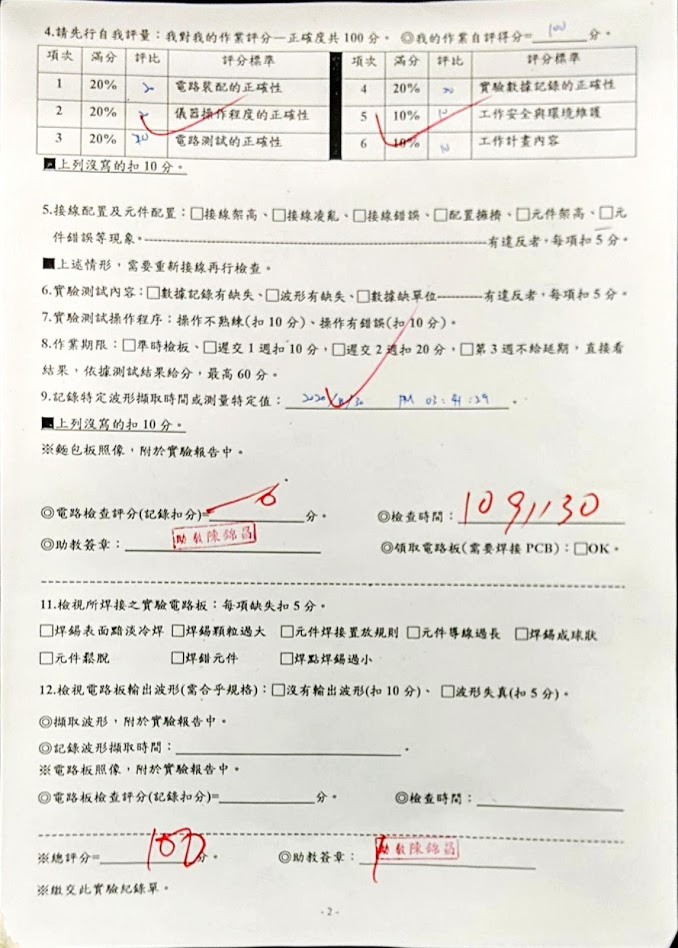 4.請先行自我評量：我對我的作業評分—正確度共 100 分。 ◎我的作業自評得分=100分。
項次 滿分 評比 評分標準 項次 滿分 評比 評分標準
1 20% 20 電路裝配的正確性 4 20% 20 實驗數據記錄的正確性
2 20% 儀器操作程度的正確性 5 10% 10 工作安全與環境維護
3 20% 20 電路測試的正確性 6 10% 10 工作計畫內容
■上列沒寫的扣 10 分。
5.接線配置及元件配置：□接線架高、□接線凌亂、□接線錯誤、□配置擁擠、□元件架高、□元
件錯誤等現象。----------有違反者，每項扣 5 分。
■上述情形，需要重新接線再行檢查。
6.實驗測試內容：□數據記錄有缺失、□波形有缺失、□數據缺單位----------有違反者，每項扣 5 分。
7.實驗測試操作程序：操作不熟練(扣 10 分)、操作有錯誤(扣 10 分)。
8.作業期限：□準時檢板、□遲交 1 週扣 10 分，□遲交 2 週扣 20 分，□第 3 週不給延期，直接看
結果，依據測試結果給分，最高 60 分。
9.記錄特定波形擷取時間或測量特定值：2020/11/30 PM 03:41:29。
■上列沒寫的扣 10 分。
※麵包板照像，附於實驗報告中。
◎電路檢查評分(記錄扣分)=0分。 ◎檢查時間：1091130
◎助教簽章：助教陳錦昌 ◎領取電路板(需要焊接 PCB)：□OK。
11.檢視所焊接之實驗電路板：每項缺失扣 5 分。
□焊錫表面黯淡冷焊 □焊錫顆粒過大 □元件焊接置放規則 □元件導線過長 □焊錫成球狀
□元件鬆脫 □焊錯元件 □焊點焊錫過小
12.檢視電路板輸出波形(需合乎規格)：□沒有輸出波形(扣 10 分)、□波形失真(扣 5 分)。
◎擷取波形，附於實驗報告中。
◎記錄波形擷取時間：。
※電路板照像，附於實驗報告中。
◎電路板檢查評分(記錄扣分)=分。 ◎檢查時間：
※總評分=100分。 ◎助教簽章：助教陳錦昌
※繳交此實驗紀錄單。
- 2 -